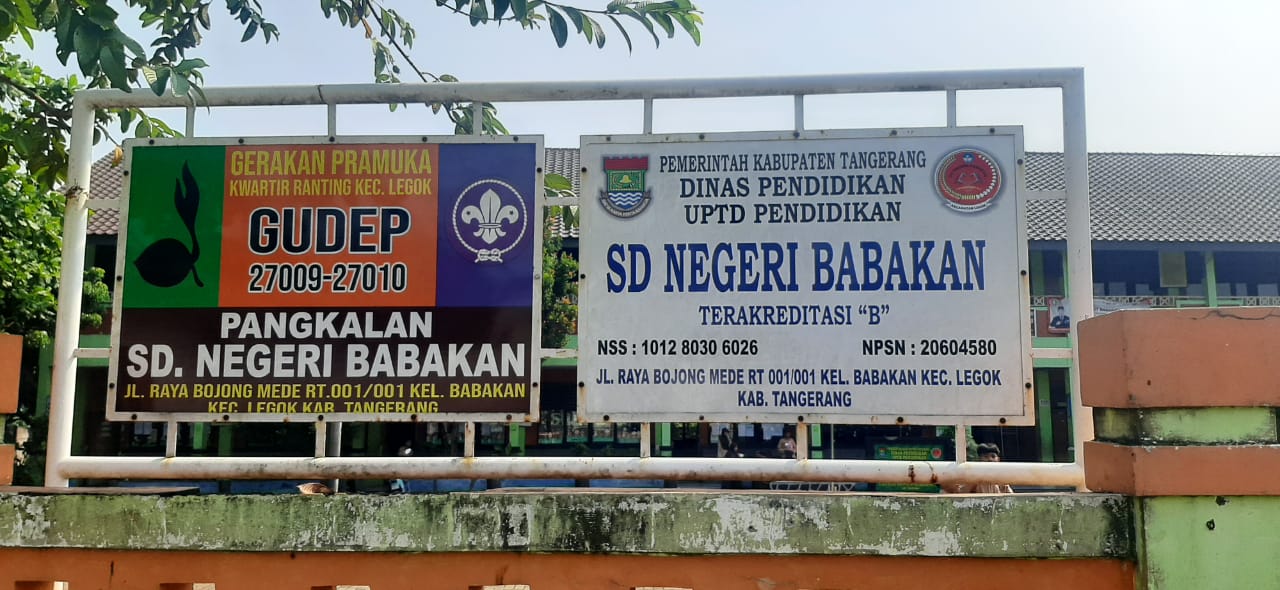 GERAKAN PRAMUKA
KWARTIR RANTING KEC. LEGOK
GUDEP
27009-27010
PANGKALAN
SD. NEGERI BABAKAN
JL. RAYA BOJONG MEDE RT.001/001 KEL. BABAKAN
KEC. LEGOK KAB. TANGERANG
PEMERINTAH KABUPATEN TANGERANG
DINAS PENDIDIKAN
UPTD PENDIDIKAN
SD NEGERI BABAKAN
TERAKREDITASI “B”
NSS : 1012 8030 6026
NPSN : 20604580
JL. RAYA BOJONG MEDE RT 001/001 KEL. BABAKAN KEC. LEGOK
KAB. TANGERANG